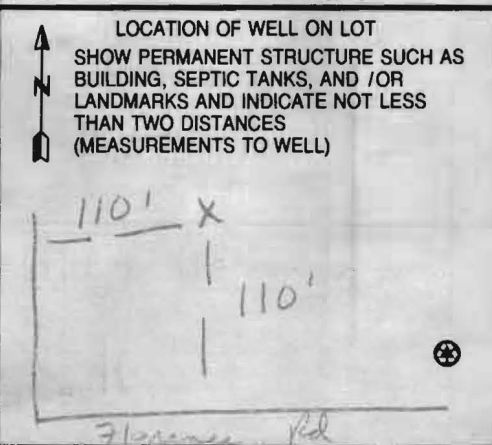 LOCATION OF WELL ON LOT
SHOW PERMANENT STRUCTURE SUCH AS
BUILDING, SEPTIC TANKS, AND /OR
LANDMARKS AND INDICATE NOT LESS
THAN TWO DISTANCES
(MEASUREMENTS TO WELL)
N
110' X
110'
Florence Rd